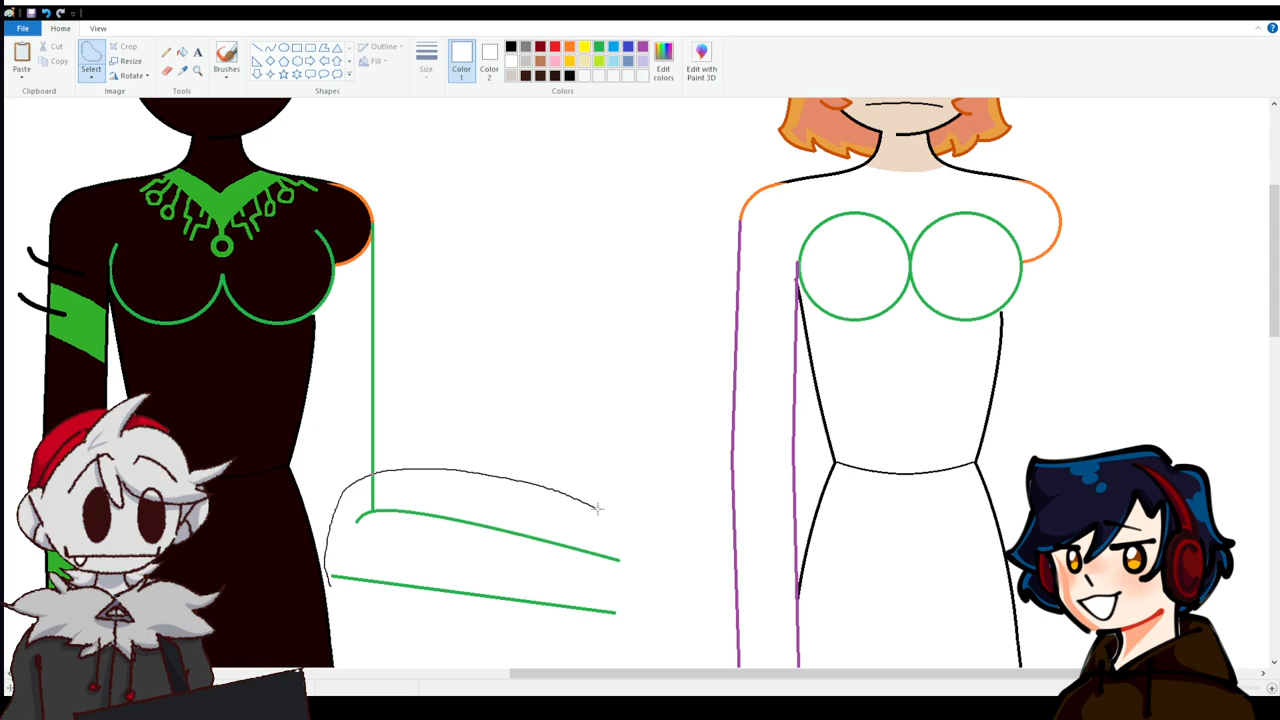 File Home View
Paste
Cut
Copy
Clipboard
Select
Crop
Resize
Rotate
Image
A
Tools
Brushes
Outline
Fill
Shapes
Size
Color
1
Color
2
Edit
colors
Edit with
Paint 3D
Colors